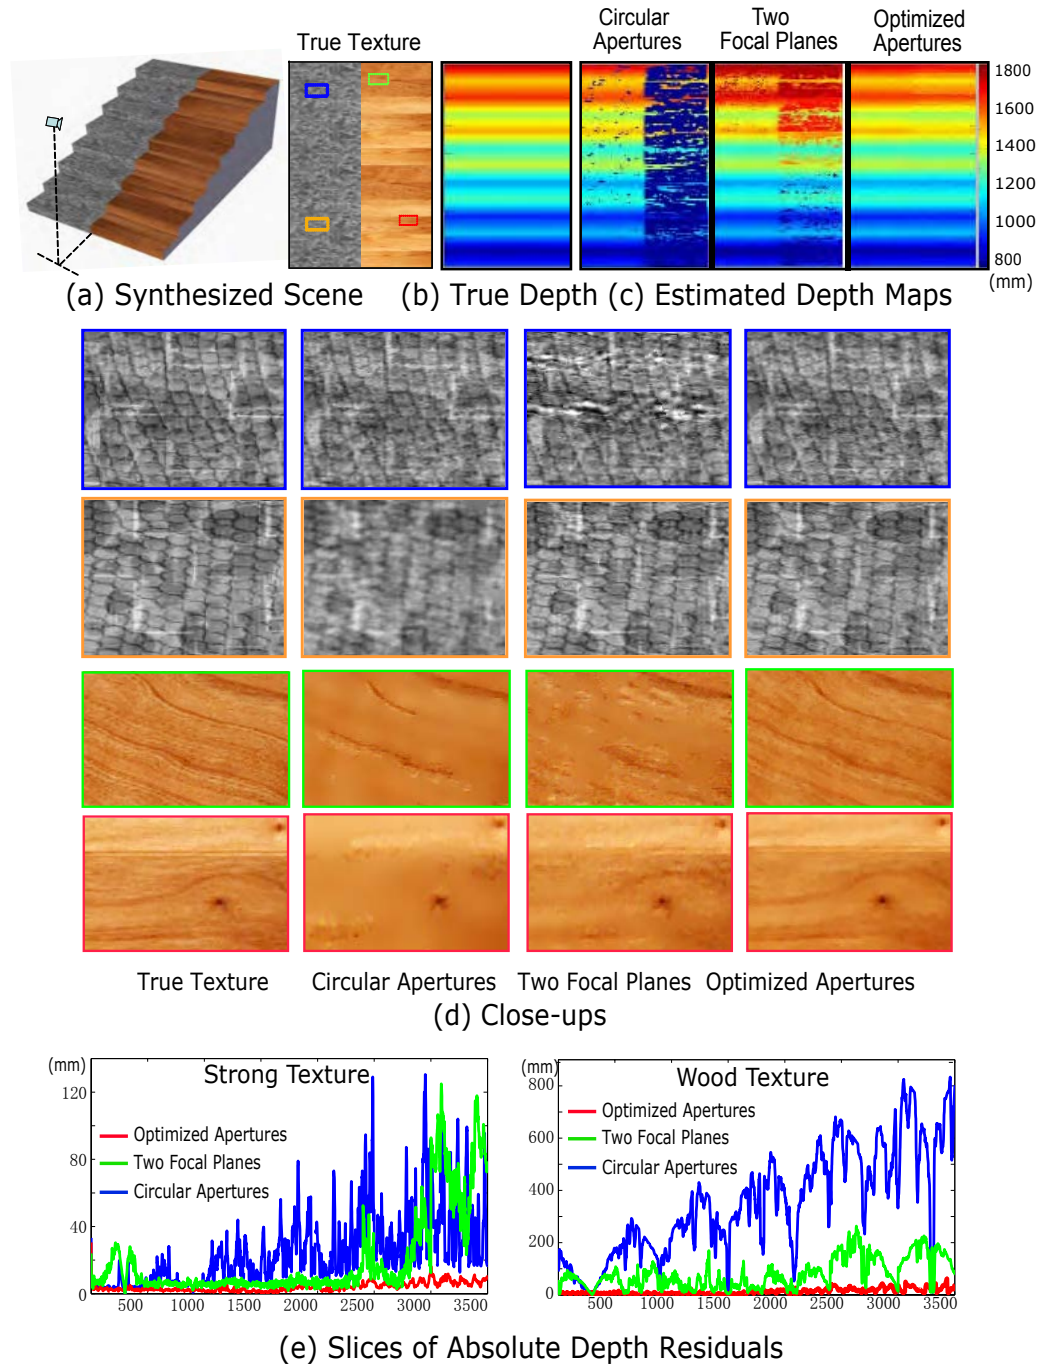 Circular
Apertures
Two
Focal Planes
Optimized
Apertures
True Texture
1800
1600
1400
1200
1000
800
(mm)
(a) Synthesized Scene
(b) True Depth
(c) Estimated Depth Maps
True Texture
Circular Apertures
Two Focal Planes
Optimized Apertures
(d) Close-ups
(mm)
Strong Texture
120
80
40
0
Optimized Apertures
Two Focal Planes
Circular Apertures
500 1000 1500 2000 2500 3000 3500
(mm)
Wood Texture
800
600
400
200
0
Optimized Apertures
Two Focal Planes
Circular Apertures
500 1000 1500 2000 2500 3000 3500
(e) Slices of Absolute Depth Residuals